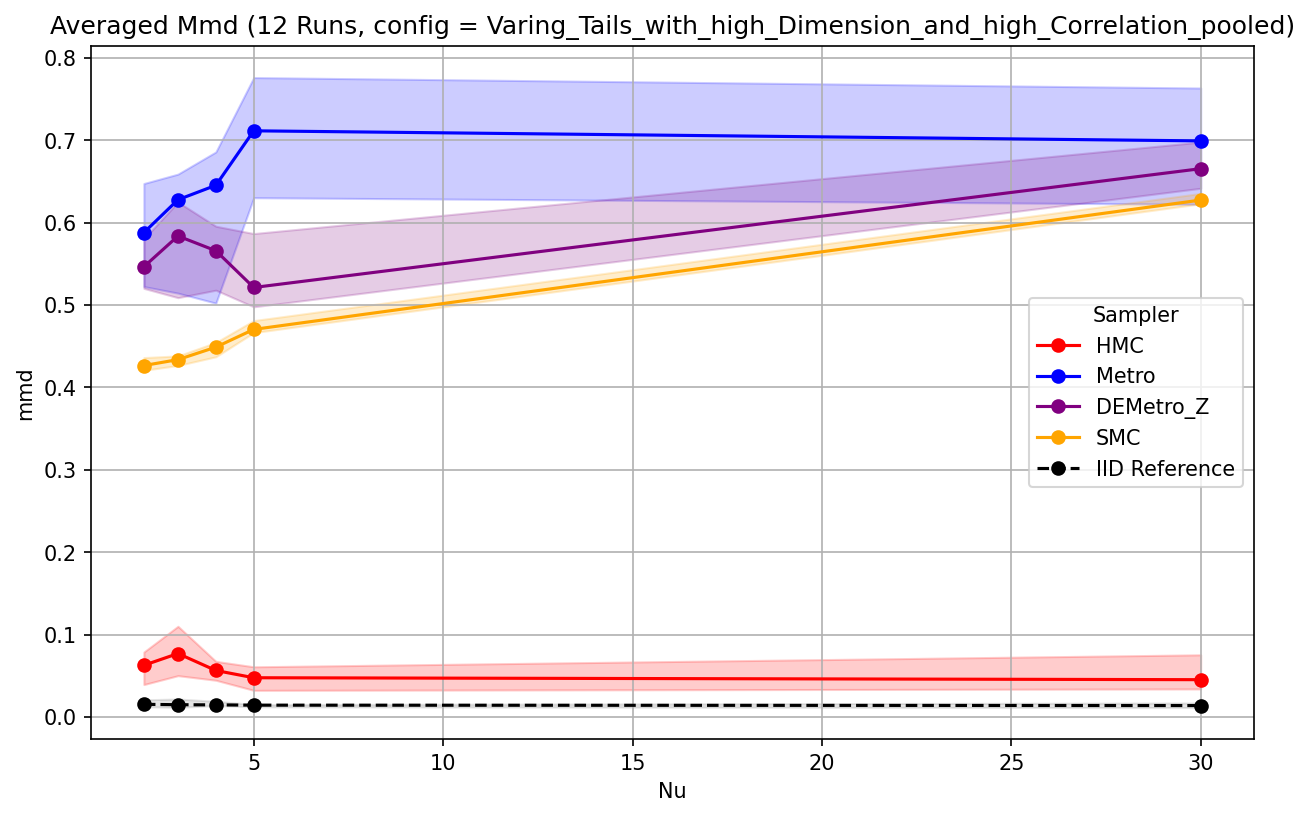 Averaged Mmd (12 Runs, config = Varing_Tails_with_high_Dimension_and_high_Correlation_pooled)
0.8
0.7
0.6
0.5
0.4
0.3
0.2
0.1
0.0
mmd
Sampler
HMC
Metro
DEMetro_Z
SMC
IID Reference
5
10
15
20
25
30
Nu